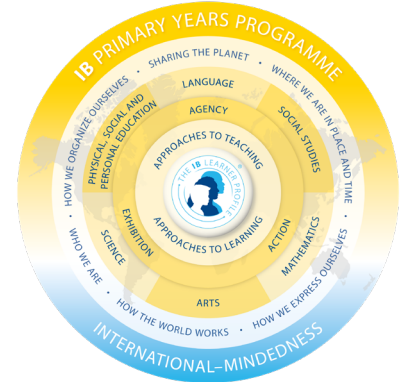 IB PRIMARY YEARS PROGRAMME
SHARING THE PLANET
WHERE WE ARE IN PLACE AND TIME
HOW WE EXPRESS OURSELVES
HOW THE WORLD WORKS
WHO WE ARE
HOW WE ORGANIZE OURSELVES
LANGUAGE
SOCIAL STUDIES
MATHEMATICS
ARTS
SCIENCE
PHYSICAL, SOCIAL AND
PERSONAL EDUCATION
AGENCY
ACTION
EXHIBITION
APPROACHES TO TEACHING
APPROACHES TO LEARNING
THE IB LEARNER PROFILE
INTERNATIONAL–MINDEDNESS